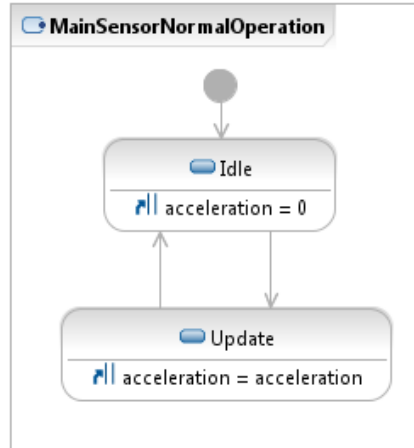 MainSensorNormalOperation
Idle
acceleration = 0
Update
acceleration = acceleration